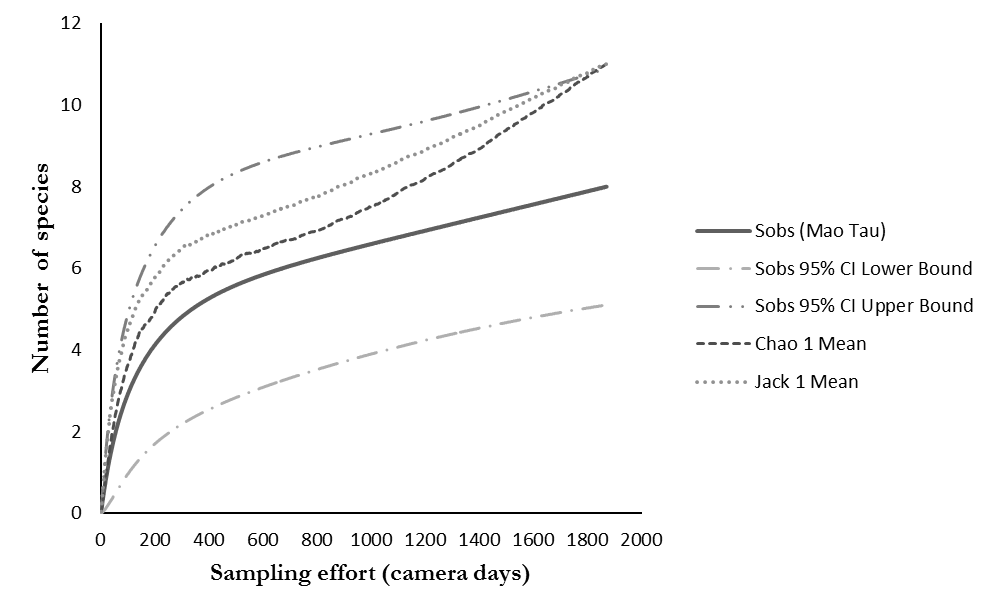 12
10
8
6
4
2
0
Number of species
0 200 400 600 800 1000 1200 1400 1600 1800 2000
Sampling effort (camera days)
Sobs (Mao Tau)
Sobs 95% CI Lower Bound
Sobs 95% CI Upper Bound
Chao 1 Mean
Jack 1 Mean